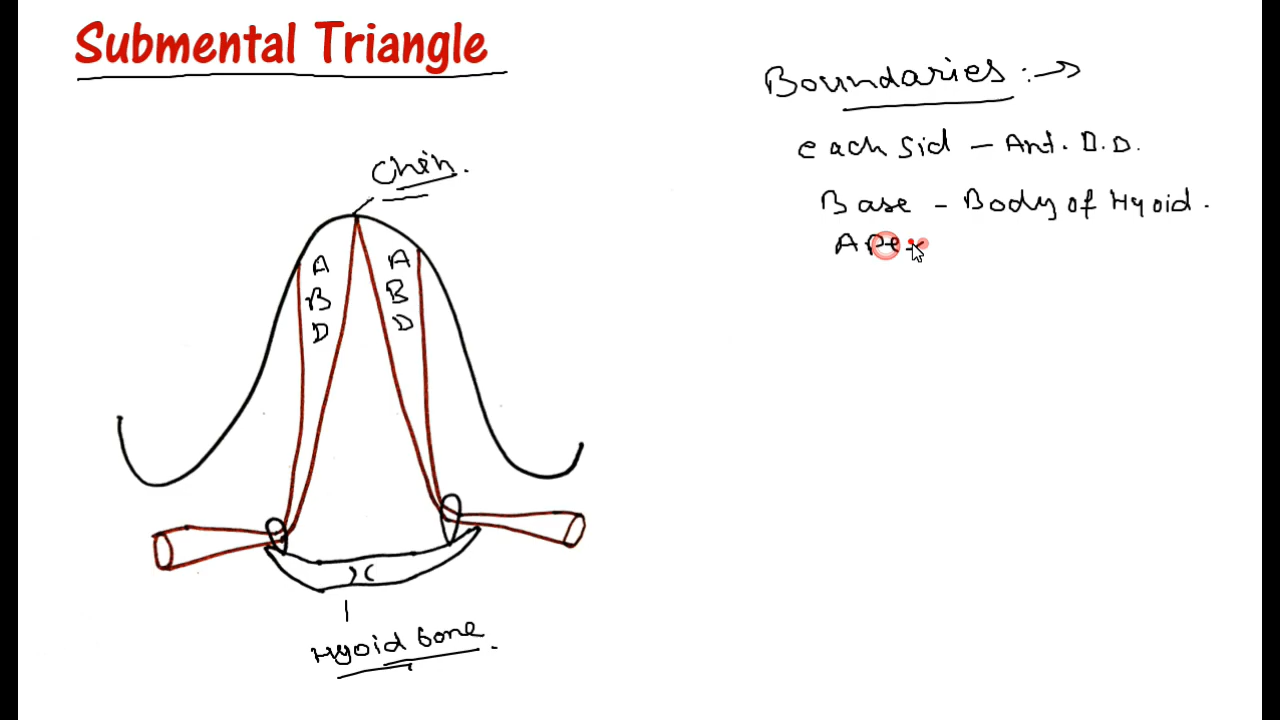 Submental Triangle
Boundaries :→
each sid – Ant. B.D.
Base – Body of Hyoid.
Apex
Chin.
A
B
D
A
B
D
Hyoid bone.